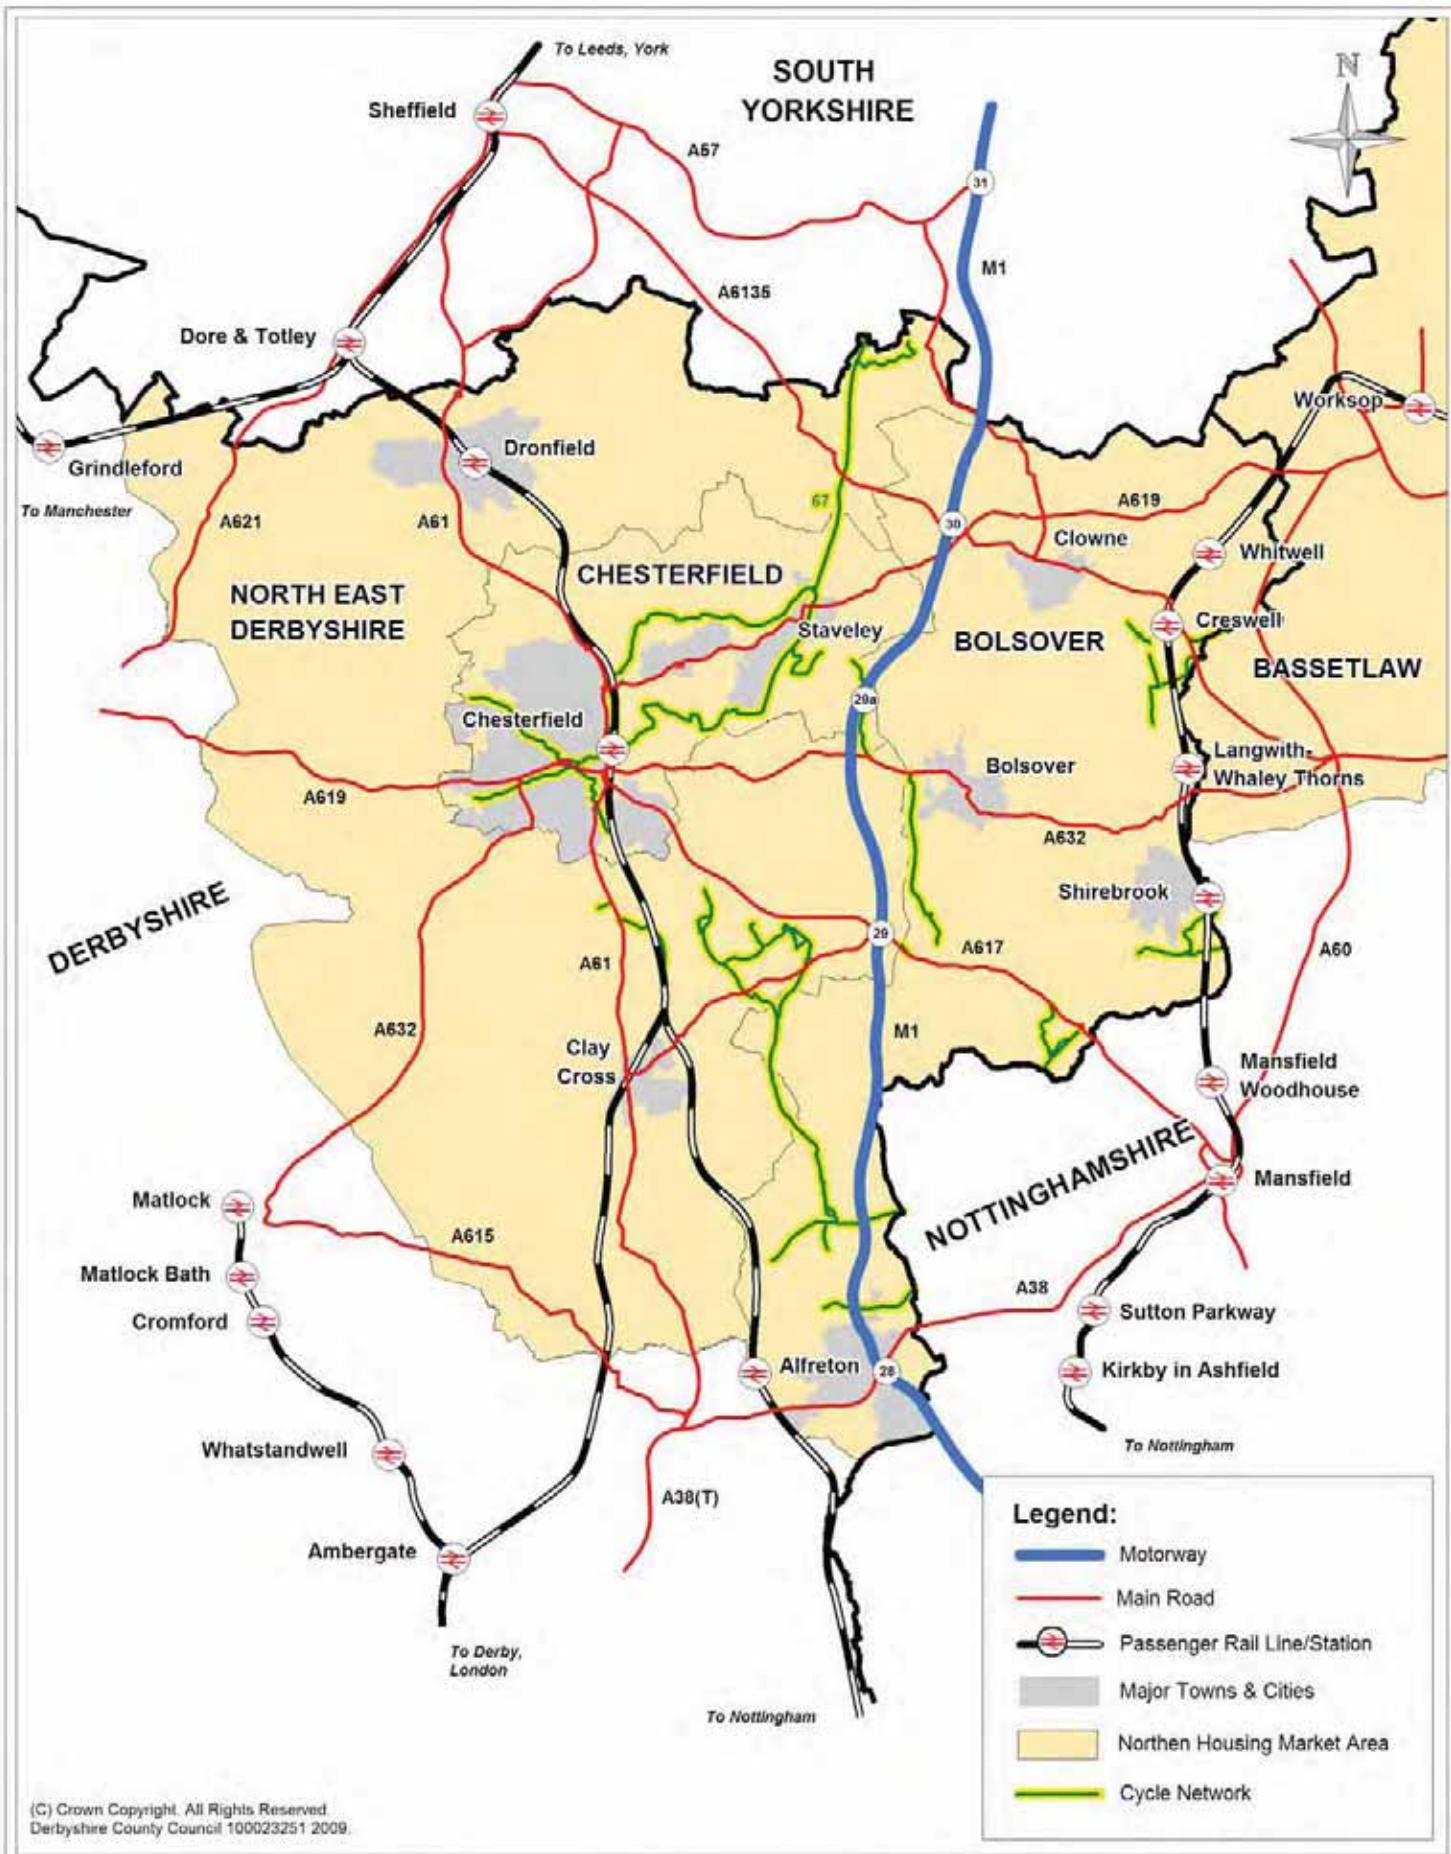 To Leeds, York
SOUTH
YORKSHIRE
N
Sheffield
A57
31
M1
A6135
Dore & Totley
Worksop
Grindleford
Dronfield
To Manchester
A621
A61
67
A619
30
Clowne
Whitwell
CHESTERFIELD
NORTH EAST
DERBYSHIRE
Staveley
BOLSOVER
Creswell
BASSETLAW
29a
Chesterfield
Langwith-
Whaley Thorns
Bolsover
A619
A632
Shirebrook
DERBYSHIRE
29
A617
A60
A61
A632
M1
Clay
Cross
Mansfield
Woodhouse
NOTTINGHAMSHIRE
Mansfield
Matlock
A615
Matlock Bath
A38
Cromford
Sutton Parkway
Alfreton
28
Kirkby in Ashfield
Whatstandwell
To Nottingham
A38(T)
Ambergate
To Derby,
London
To Nottingham
Legend:
Motorway
Main Road
Passenger Rail Line/Station
Major Towns & Cities
Northen Housing Market Area
Cycle Network
(C) Crown Copyright. All Rights Reserved.
Derbyshire County Council 100023251 2009.